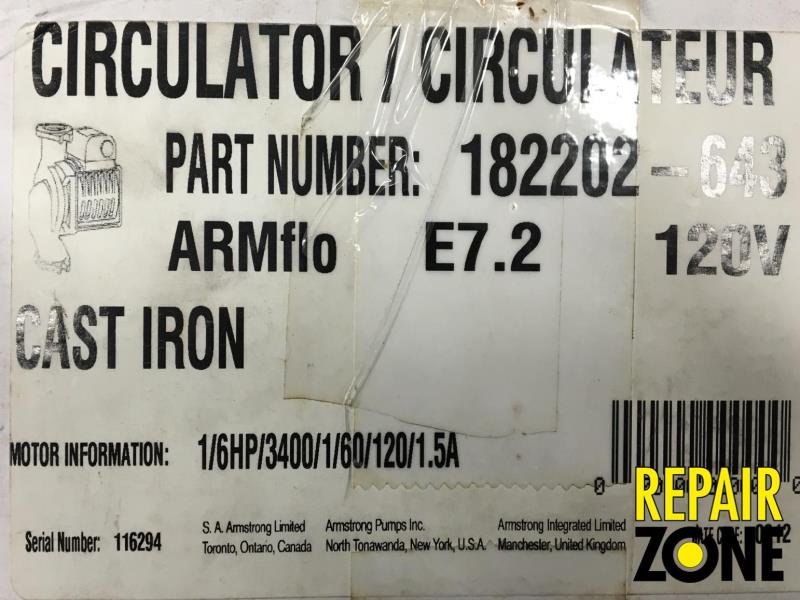 CIRCULATOR / CIRCULATEUR
PART NUMBER: 182202-643
ARMflo E7.2 120V
CAST IRON
MOTOR INFORMATION: 1/6HP/3400/1/60/120/1.5A
Serial Number: 116294
S. A. Armstrong Limited
Toronto, Ontario, Canada
Armstrong Pumps Inc.
North Tonawanda, New York, U.S.A.
Armstrong Integrated Limited
Manchester, United Kingdom
REPAIR
ZONE